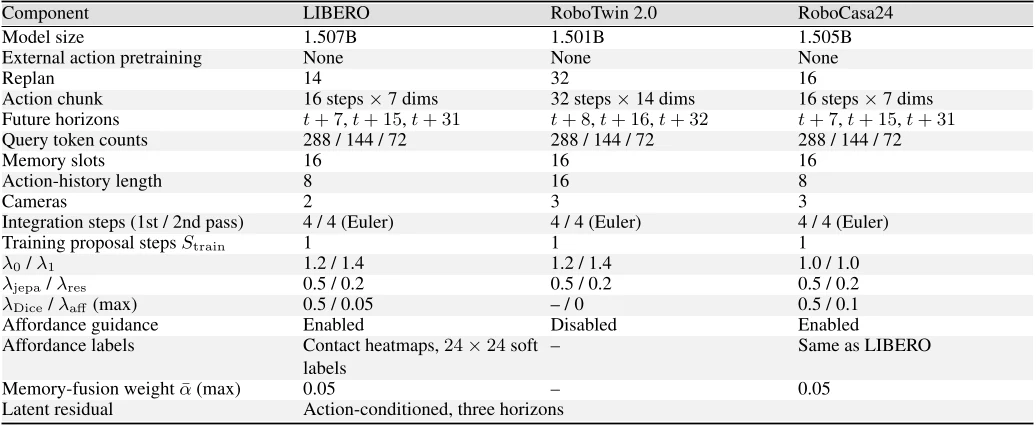 Component LIBERO RoboTwin 2.0 RoboCasa24
Model size 1.507B 1.501B 1.505B
External action pretraining None None None
Replan 14 32 16
Action chunk 16 steps × 7 dims 32 steps × 14 dims 16 steps × 7 dims
Future horizons t + 7, t + 15, t + 31 t + 8, t + 16, t + 32 t + 7, t + 15, t + 31
Query token counts 288 / 144 / 72 288 / 144 / 72 288 / 144 / 72
Memory slots 16 16 16
Action-history length 8 16 8
Cameras 2 3 3
Integration steps (1st / 2nd pass) 4 / 4 (Euler) 4 / 4 (Euler) 4 / 4 (Euler)
Training proposal steps S_train 1 1 1
λ_0 / λ_1 1.2 / 1.4 1.2 / 1.4 1.0 / 1.0
λ_jepa / λ_res 0.5 / 0.2 0.5 / 0.2 0.5 / 0.2
λ_Dice / λ_aff (max) 0.5 / 0.05 – / 0 0.5 / 0.1
Affordance guidance Enabled Disabled Enabled
Affordance labels Contact heatmaps, 24 × 24 soft – Same as LIBERO
labels
Memory-fusion weight ᾱ (max) 0.05 – 0.05
Latent residual Action-conditioned, three horizons